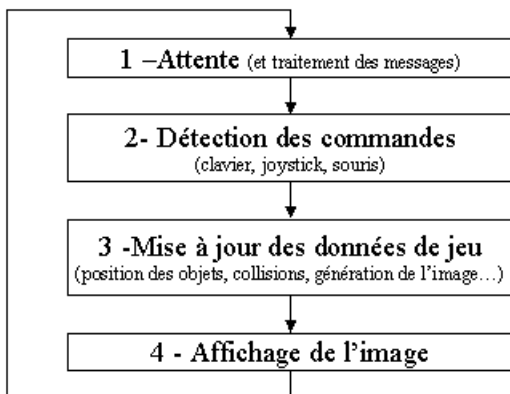 1 –Attente (et traitement des messages)
2- Détection des commandes
(clavier, joystick, souris)
3 -Mise à jour des données de jeu
(position des objets, collisions, génération de l'image…)
4 - Affichage de l'image